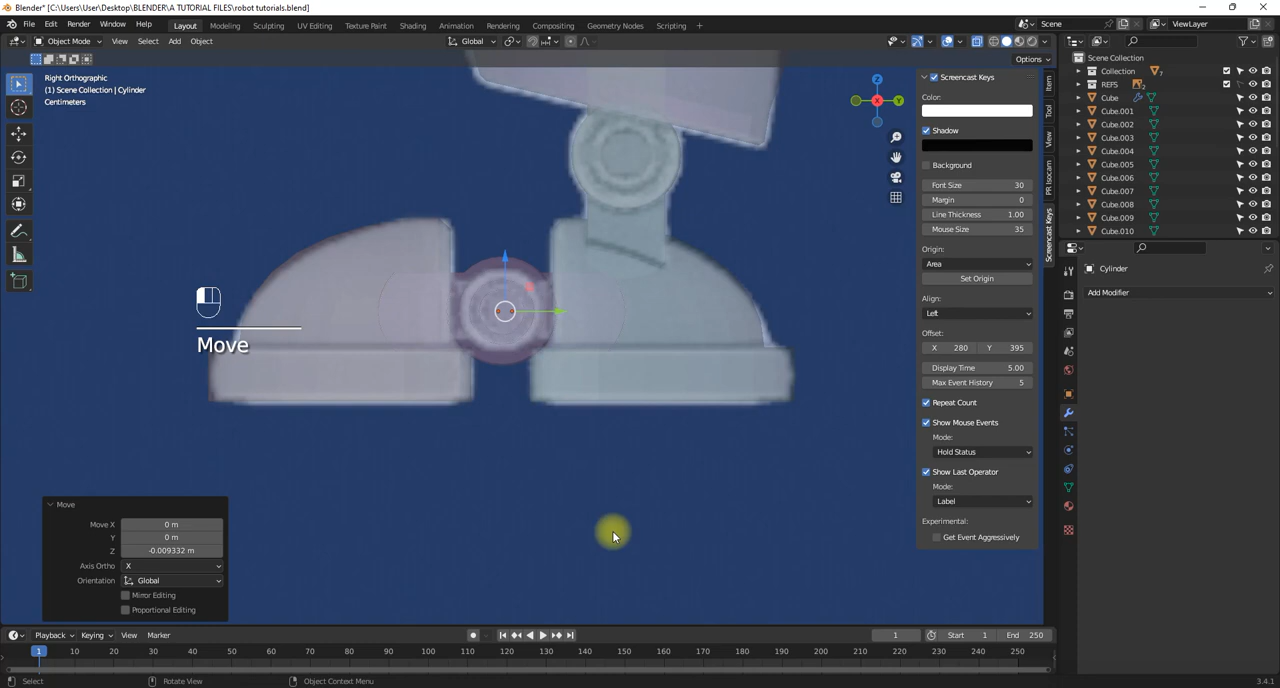 Blender* [C:\Users\User\Desktop\BLENDER\A TUTORIAL FILES\robot tutorials.blend]
File Edit Render Window Help Layout Modeling Sculpting UV Editing Texture Paint Shading Animation Rendering Compositing Geometry Nodes Scripting + Scene ViewLayer
Object Mode View Select Add Object Global
Options
Right Orthographic
(1) Scene Collection | Cylinder
Centimeters
Z
Y
X
Move
Move
Move X 0 m
Y 0 m
Z -0.009332 m
Axis Ortho X
Orientation Global
Mirror Editing
Proportional Editing
Screencast Keys
Color:
Shadow
Background
Font Size 30
Margin 0
Line Thickness 1.00
Mouse Size 35
Origin:
Area
Set Origin
Align:
Left
Offset:
X 280 Y 395
Display Time 5.00
Max Event History 5
Repeat Count
Show Mouse Events
Mode:
Hold Status
Show Last Operator
Mode:
Label
Experimental:
Get Event Aggressively
Item
Tool
View
PR Isocam
Screencast Keys
Scene Collection
Collection 7
REFS 2
Cube
Cube.001
Cube.002
Cube.003
Cube.004
Cube.005
Cube.006
Cube.007
Cube.008
Cube.009
Cube.010
Cylinder
Add Modifier
Playback Keying View Marker 1 Start 1 End 250
1 10 20 30 40 50 60 70 80 90 100 110 120 130 140 150 160 170 180 190 200 210 220 230 240 250
Select Rotate View Object Context Menu 3.4.1